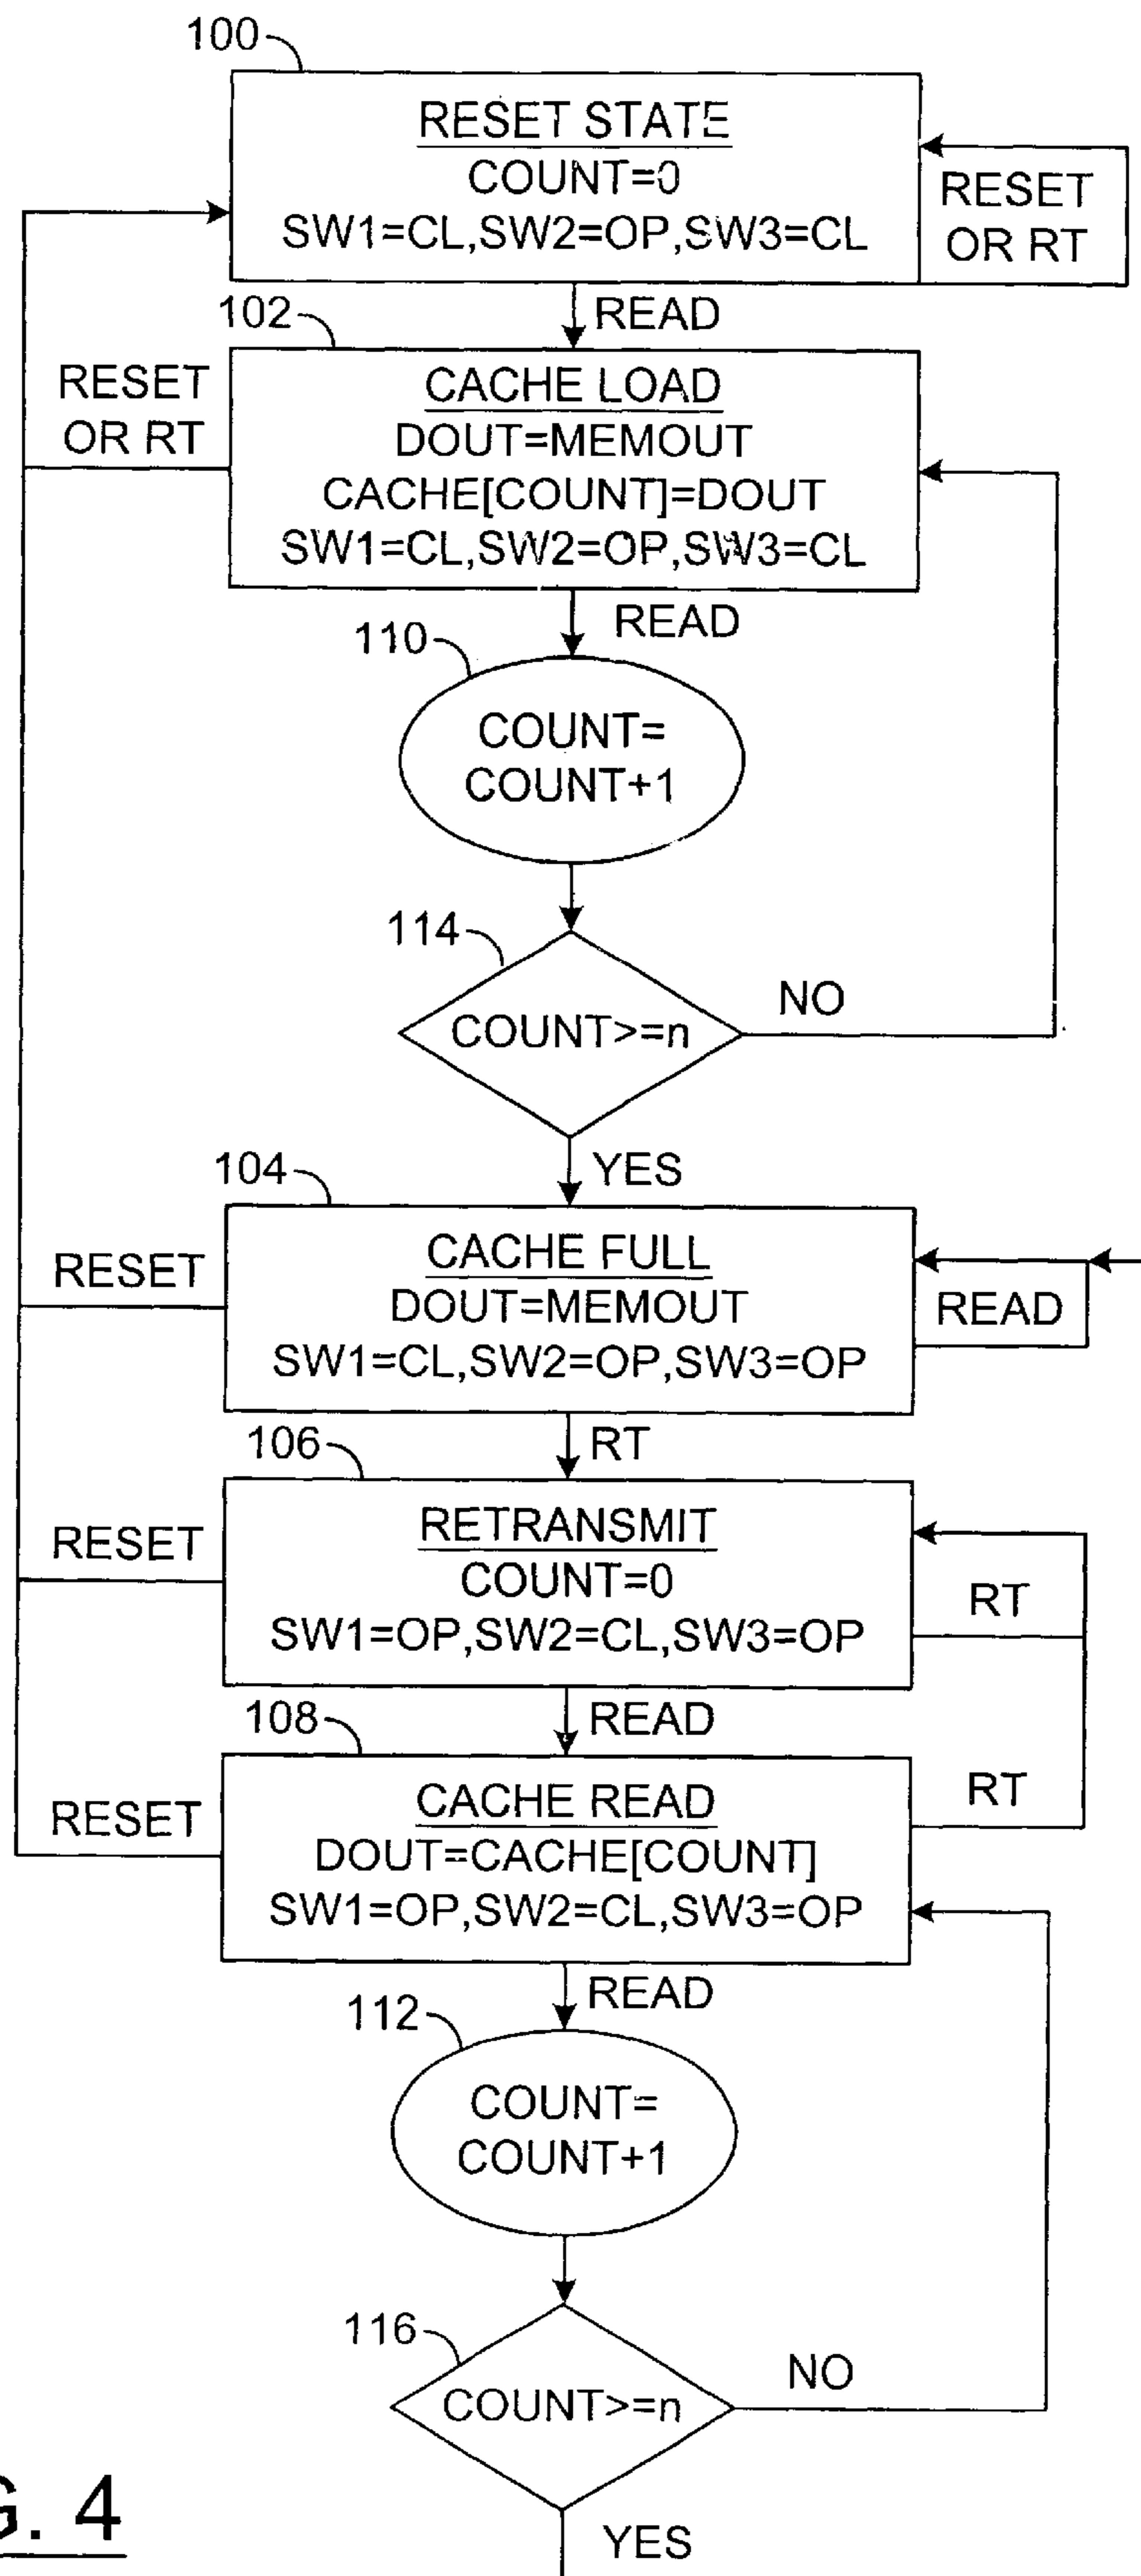 100
RESET STATE
COUNT=0
SW1=CL,SW2=OP,SW3=CL
RESET
OR RT
READ
102
CACHE LOAD
DOUT=MEMOUT
CACHE[COUNT]=DOUT
SW1=CL,SW2=OP,SW3=CL
RESET
OR RT
READ
110
COUNT=
COUNT+1
114
COUNT>=n
NO
YES
104
CACHE FULL
DOUT=MEMOUT
SW1=CL,SW2=OP,SW3=OP
RESET
READ
RT
106
RETRANSMIT
COUNT=0
SW1=OP,SW2=CL,SW3=OP
RESET
RT
READ
108
CACHE READ
DOUT=CACHE[COUNT]
SW1=OP,SW2=CL,SW3=OP
RESET
RT
READ
112
COUNT=
COUNT+1
116
COUNT>=n
NO
YES
G. 4